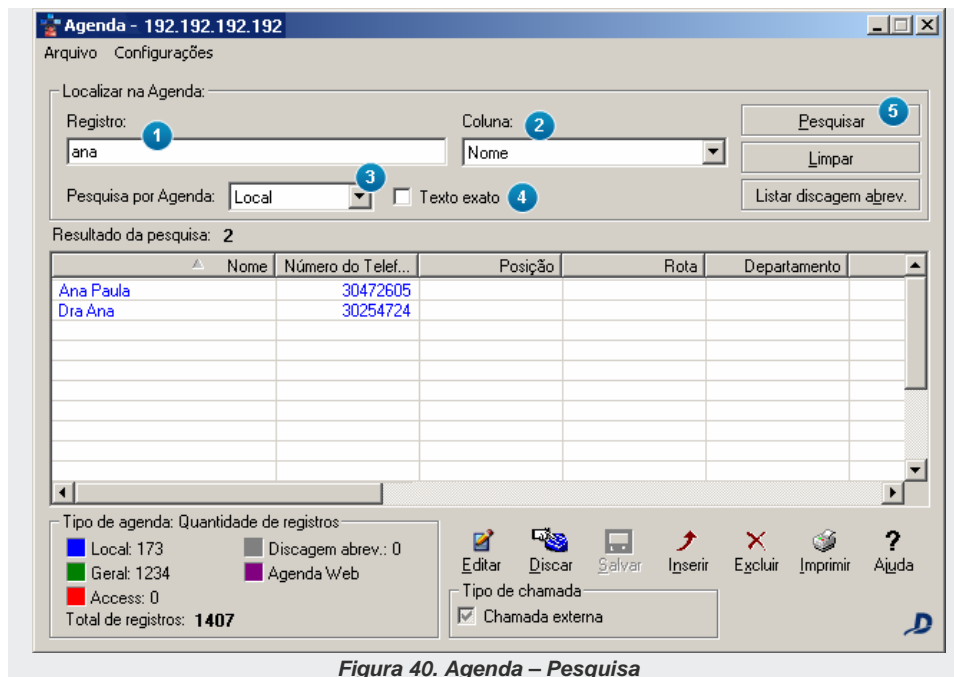 Agenda - 192.192.192.192
Arquivo Configurações
Localizar na Agenda:
Registro:
1
Coluna:
2
Pesquisar
5
ana
Nome
Limpar
Pesquisa por Agenda:
Local
3
Texto exato
4
Listar discagem abrev.
Resultado da pesquisa: 2
Nome Número do Telef... Posição Rota Departamento
Ana Paula 30472605
Dra Ana 30254724
Tipo de agenda: Quantidade de registros
Local: 173 Discagem abrev.: 0
Geral: 1234 Agenda Web
Access: 0
Total de registros: 1407
Editar Discar Salvar Inserir Excluir Imprimir Ajuda
Tipo de chamada
Chamada externa
Figura 40. Agenda – Pesquisa